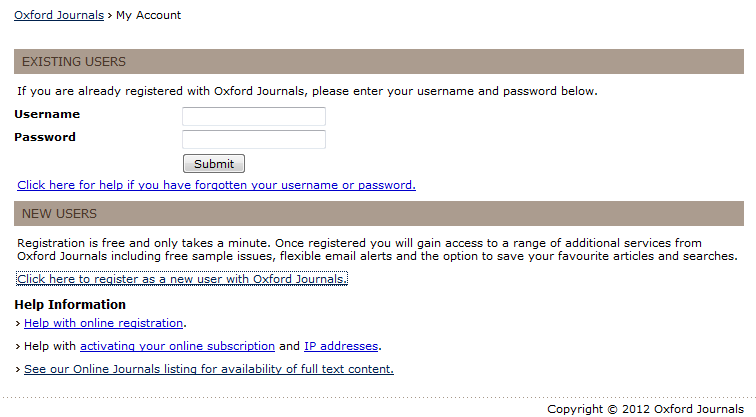 Oxford Journals > My Account
EXISTING USERS
If you are already registered with Oxford Journals, please enter your username and password below.
Username
Password
Submit
Click here for help if you have forgotten your username or password.
NEW USERS
Registration is free and only takes a minute. Once registered you will gain access to a range of additional services from
Oxford Journals including free sample issues, flexible email alerts and the option to save your favourite articles and searches.
Click here to register as a new user with Oxford Journals.
Help Information
> Help with online registration.
> Help with activating your online subscription and IP addresses.
> See our Online Journals listing for availability of full text content.
Copyright © 2012 Oxford Journals